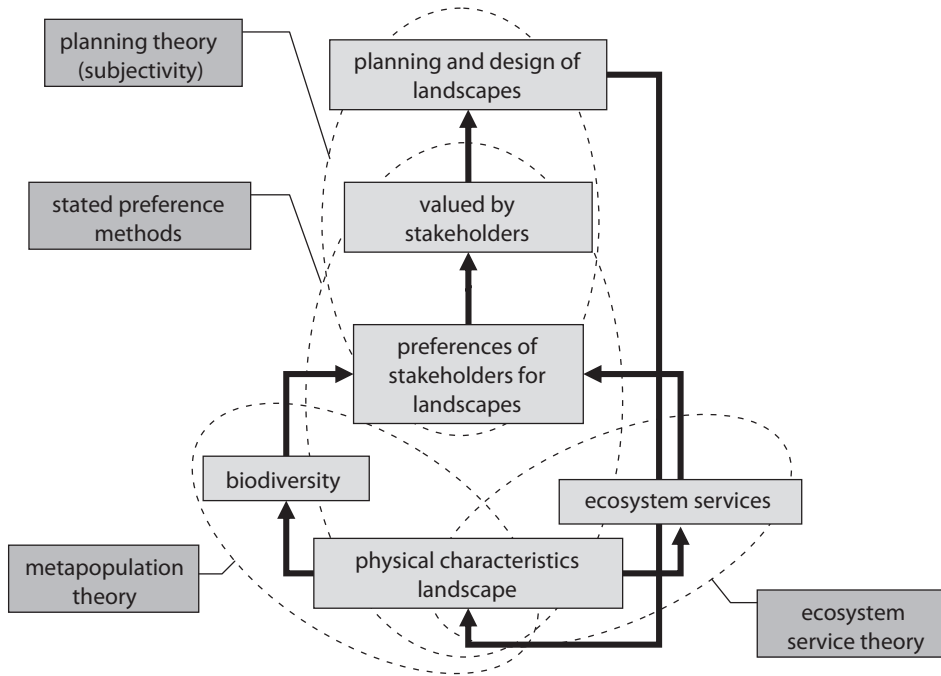 planning theory
(subjectivity)
planning and design of
landscapes
stated preference
methods
valued by
stakeholders
preferences of
stakeholders for
landscapes
biodiversity
ecosystem services
metapopulation
theory
physical characteristics
landscape
ecosystem
service theory